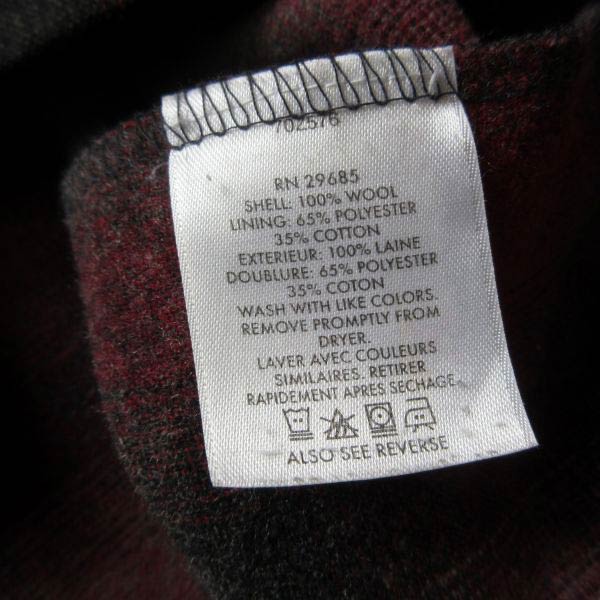 702576
RN 29685
SHELL: 100% WOOL
LINING: 65% POLYESTER
35% COTTON
EXTERIEUR: 100% LAINE
DOUBLURE: 65% POLYESTER
35% COTON
WASH WITH LIKE COLORS.
REMOVE PROMPTLY FROM
DRYER.
LAVER AVEC COULEURS
SIMILAIRES. RETIRER
RAPIDEMENT APRES SECHAGE.
ALSO SEE REVERSE